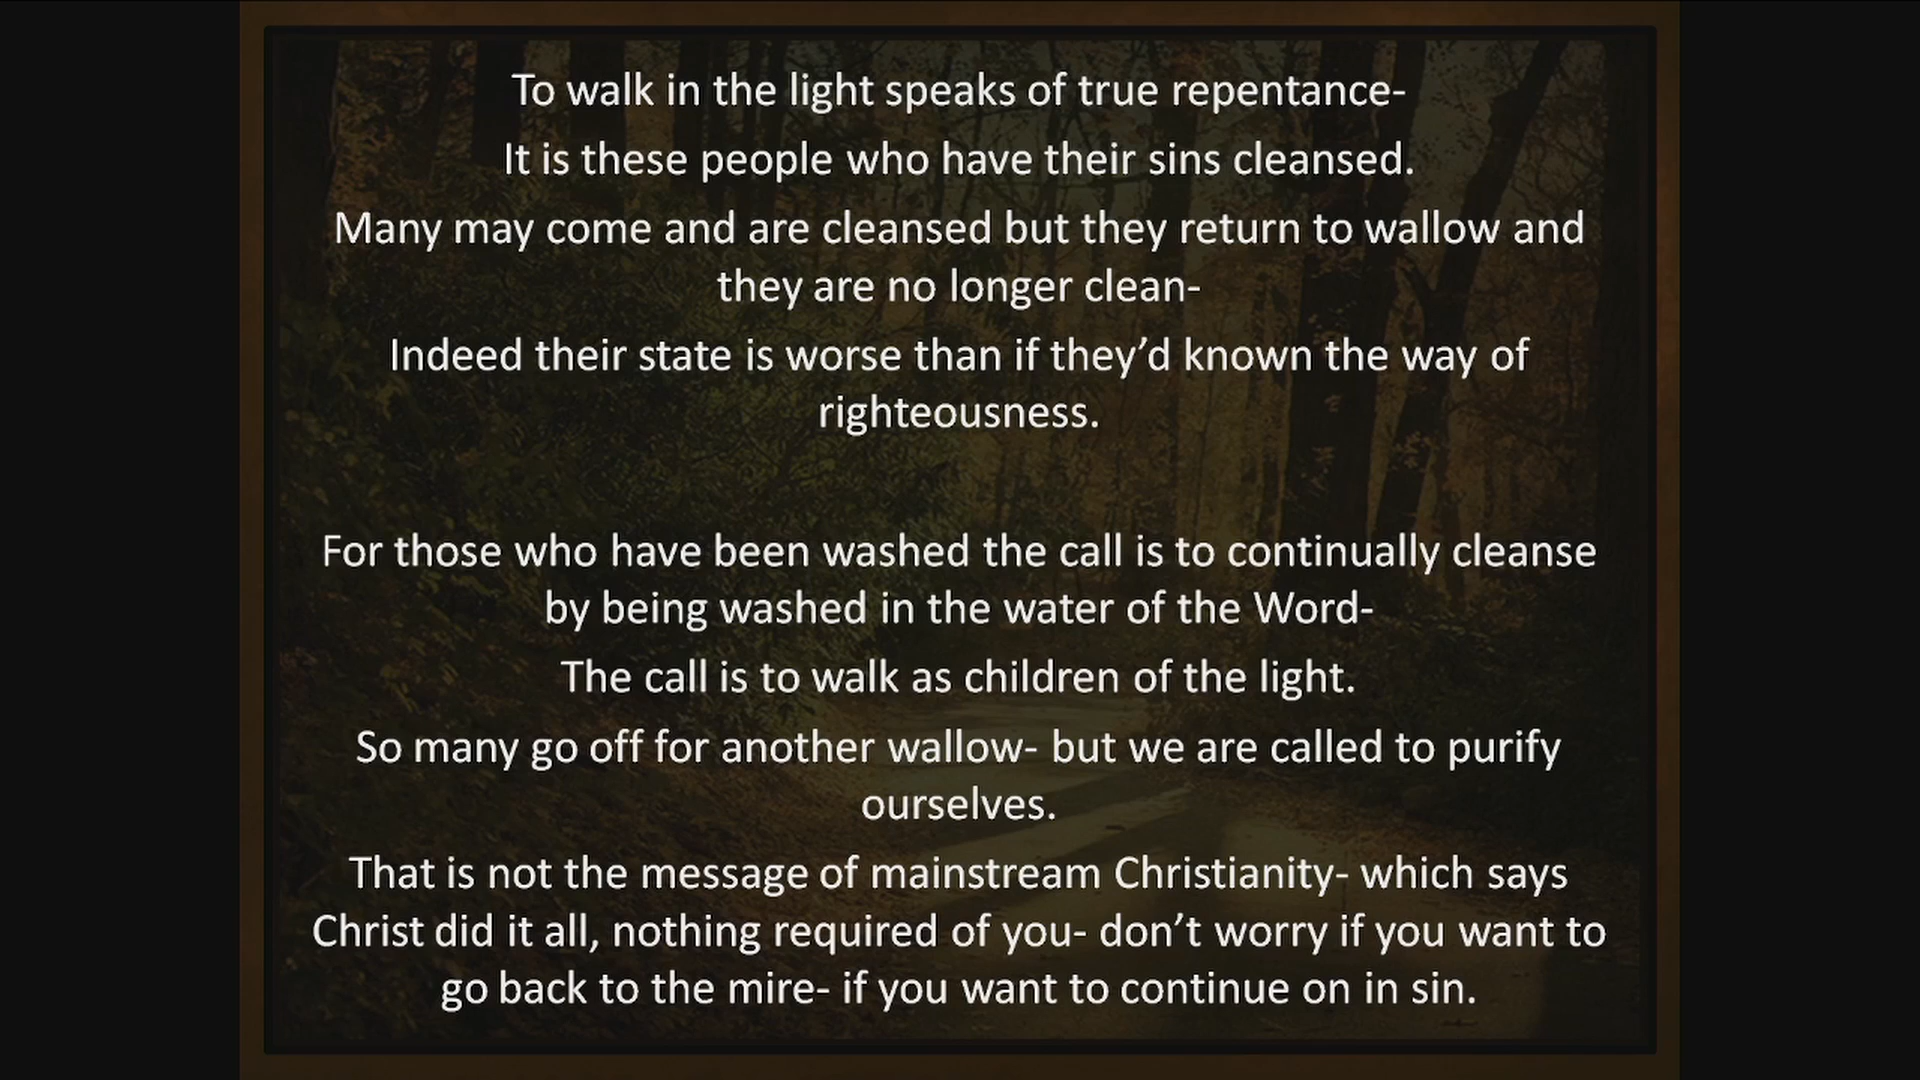 To walk in the light speaks of true repentance-
It is these people who have their sins cleansed.
Many may come and are cleansed but they return to wallow and
they are no longer clean-
Indeed their state is worse than if they’d known the way of
righteousness.
For those who have been washed the call is to continually cleanse
by being washed in the water of the Word-
The call is to walk as children of the light.
So many go off for another wallow- but we are called to purify
ourselves.
That is not the message of mainstream Christianity- which says
Christ did it all, nothing required of you- don’t worry if you want to
go back to the mire- if you want to continue on in sin.